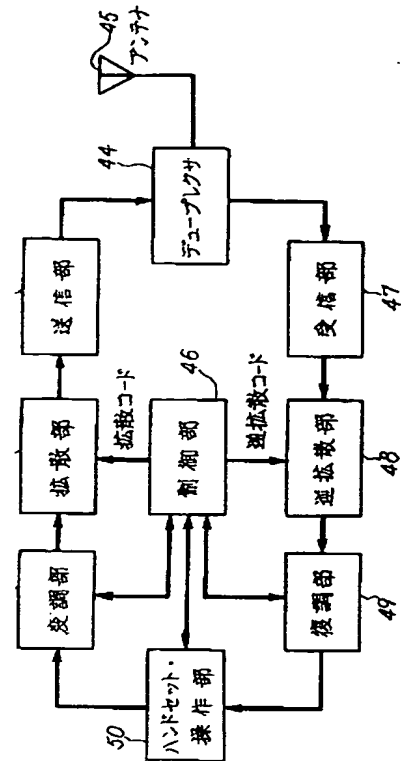 50
ハンドセット・
操作部
変調部
拡散部
送信部
44
デュープレクサ
45
アンテナ
拡散コード
46
制御部
逆拡散コード
受信部
47
逆拡散部
48
復調部
49